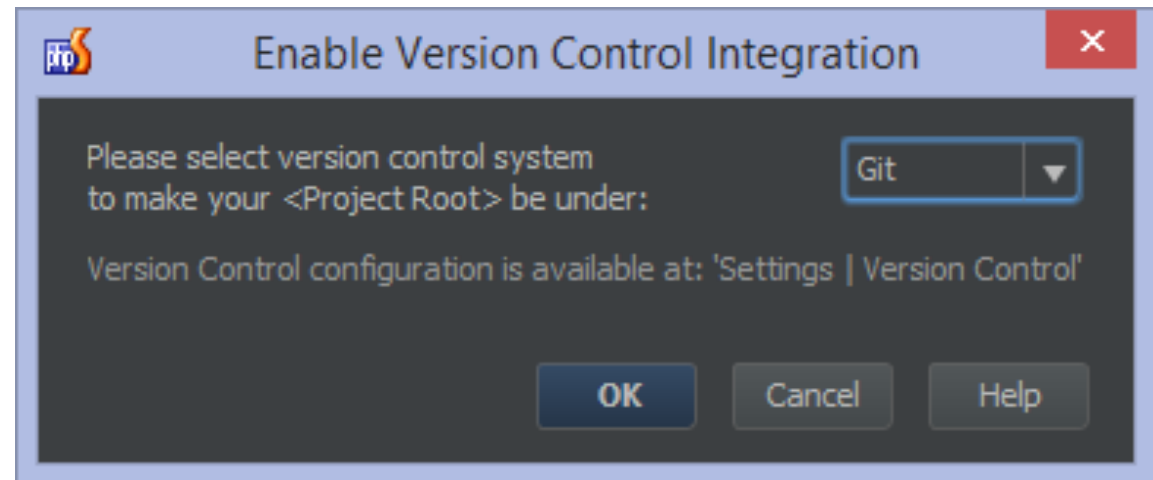 php
Enable Version Control Integration
Please select version control system
to make your <Project Root> be under:
Git
Version Control configuration is available at: 'Settings | Version Control'
OK
Cancel
Help